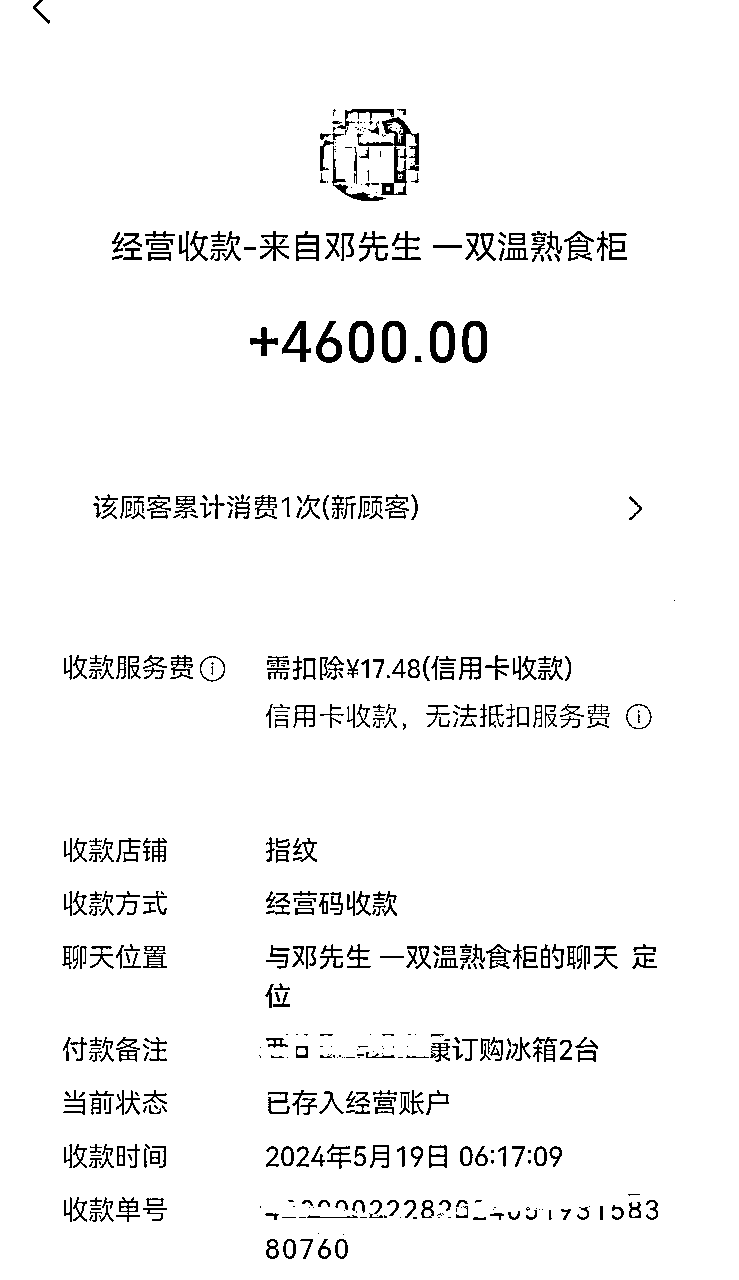 经营收款-来自邓先生 一双温熟食柜
+4600.00
该顾客累计消费1次(新顾客)
收款服务费
需扣除¥17.48(信用卡收款)
信用卡收款，无法抵扣服务费
收款店铺 指纹
收款方式 经营码收款
聊天位置 与邓先生 一双温熟食柜的聊天 定
位
付款备注 康订购冰箱2台
当前状态 已存入经营账户
收款时间 2024年5月19日 06:17:09
收款单号
80760